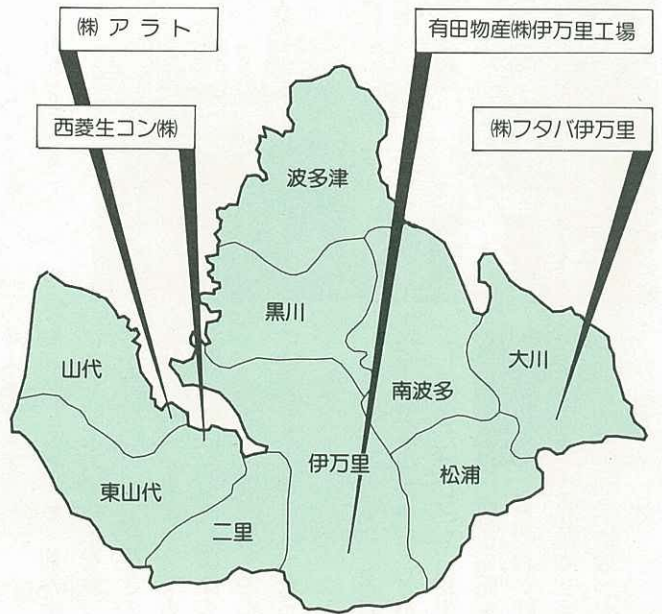 ㈱アラト
有田物産㈱伊万里工場
西菱生コン㈱
㈱フタバ伊万里
波多津
黒川
山代
大川
南波多
伊万里
松浦
東山代
二里